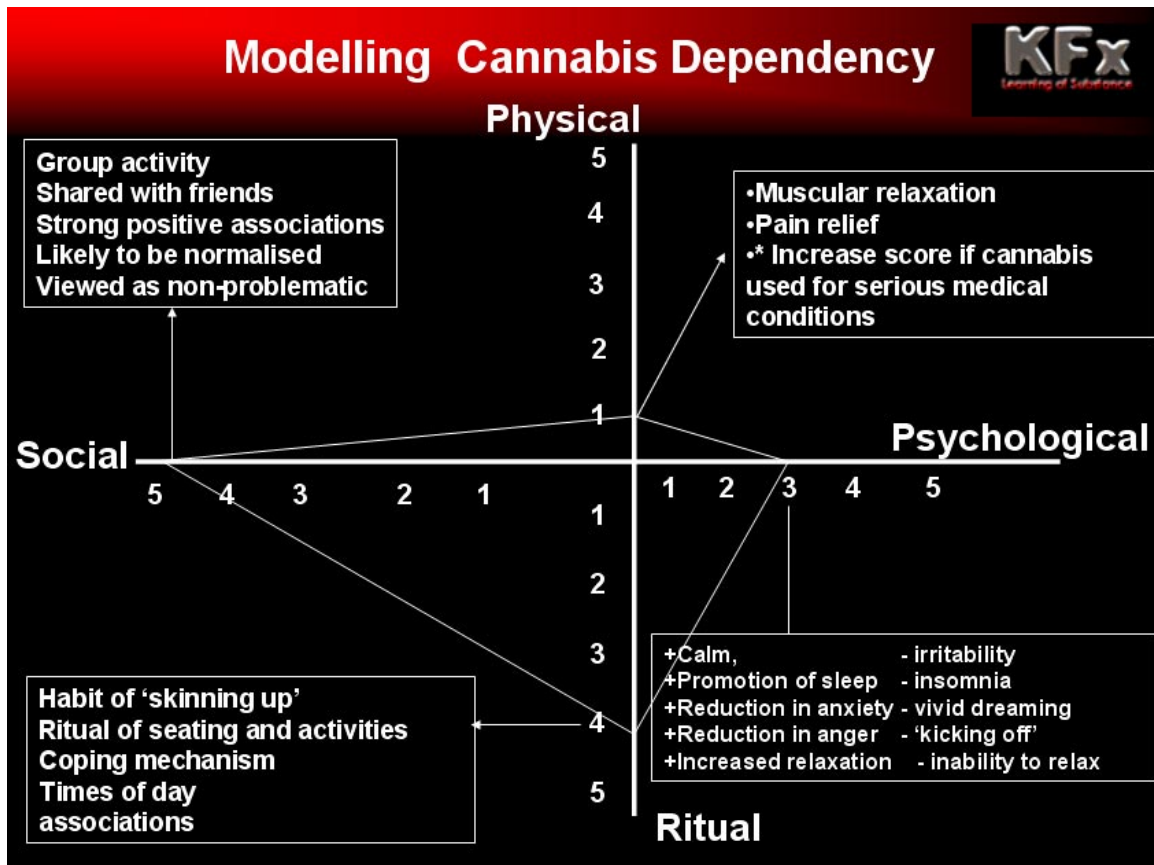 Modelling Cannabis Dependency
KFx
Learning of Substance
Physical
Group activity
Shared with friends
Strong positive associations
Likely to be normalised
Viewed as non-problematic
•Muscular relaxation
•Pain relief
•* Increase score if cannabis
used for serious medical
conditions
5
4
3
2
1
Social
Psychological
5 4 3 2 1
1 2 3 4 5
1
2
3
4
5
Habit of ‘skinning up’
Ritual of seating and activities
Coping mechanism
Times of day
associations
+Calm, - irritability
+Promotion of sleep - insomnia
+Reduction in anxiety - vivid dreaming
+Reduction in anger - ‘kicking off’
+Increased relaxation - inability to relax
Ritual